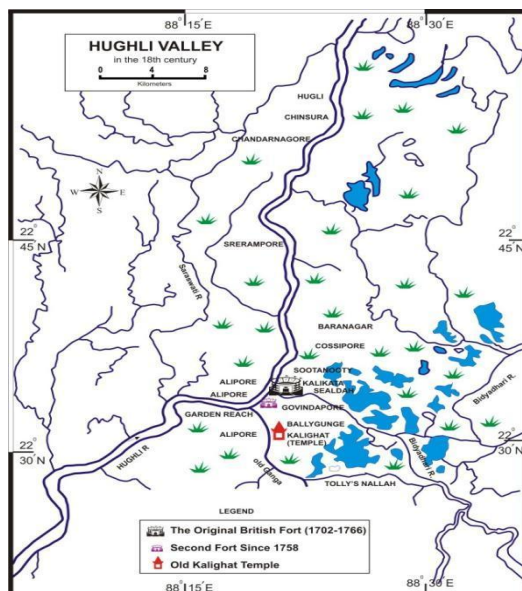 88° 15' E
88° 30' E
HUGHLI VALLEY
in the 18th century
0 4 8
Kilometers
HUGLI
CHINSURA
CHANDARNAGORE
N
W E
S
22° 45' N
22° 45' N
SRERAMPORE
Saraswati R
BARANAGAR
COSSIPORE
SOOTANOOTY
ALIPORE
KALIKATA
SEALDAH
ALIPORE
Bidyadhari R.
GOVINDAPORE
GARDEN REACH
BALLYGUNGE
ALIPORE
KALIGHAT
(TEMPLE)
HUGHLI R
22° 30' N
22° 30' N
Bidyadhari R.
old Ganga
TOLLY'S NALLAH
LEGEND
The Original British Fort (1702-1766)
Second Fort Since 1758
Old Kalighat Temple
88° 15' E
88° 30' E